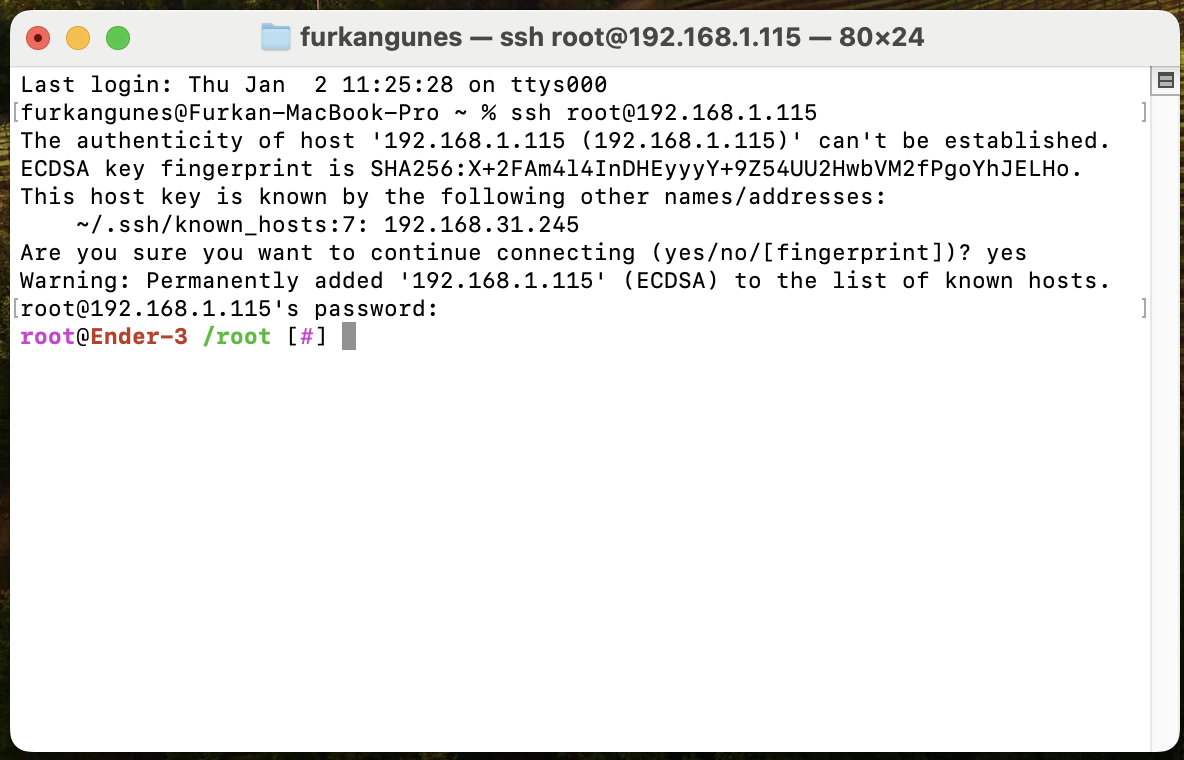 furkangunes — ssh root@192.168.1.115 — 80×24
Last login: Thu Jan  2 11:25:28 on ttys000
[furkangunes@Furkan-MacBook-Pro ~ % ssh root@192.168.1.115 ]
The authenticity of host '192.168.1.115 (192.168.1.115)' can't be established.
ECDSA key fingerprint is SHA256:X+2FAm4l4InDHEyyyY+9Z54UU2HwbVM2fPgoYhJELHo.
This host key is known by the following other names/addresses:
    ~/.ssh/known_hosts:7: 192.168.31.245
Are you sure you want to continue connecting (yes/no/[fingerprint])? yes
Warning: Permanently added '192.168.1.115' (ECDSA) to the list of known hosts.
[root@192.168.1.115's password: ]
root@Ender-3 /root [#]